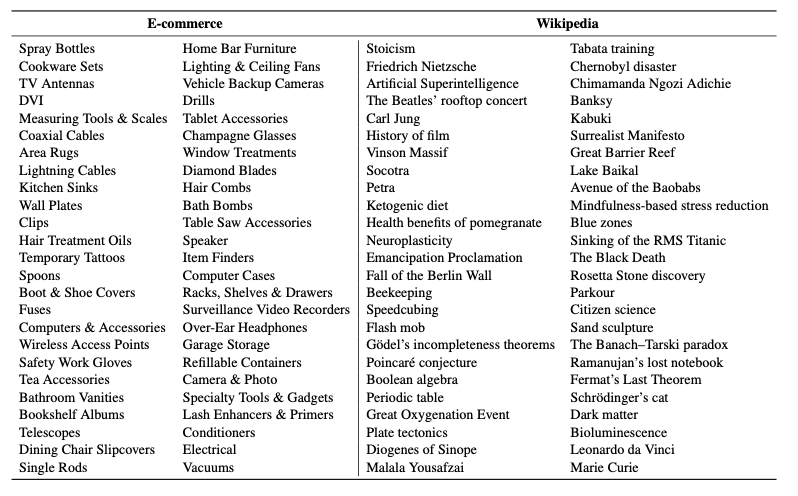 E-commerce Wikipedia
Spray Bottles Home Bar Furniture Stoicism Tabata training
Cookware Sets Lighting & Ceiling Fans Friedrich Nietzsche Chernobyl disaster
TV Antennas Vehicle Backup Cameras Artificial Superintelligence Chimamanda Ngozi Adichie
DVI Drills The Beatles’ rooftop concert Banksy
Measuring Tools & Scales Tablet Accessories Carl Jung Kabuki
Coaxial Cables Champagne Glasses History of film Surrealist Manifesto
Area Rugs Window Treatments Vinson Massif Great Barrier Reef
Lightning Cables Diamond Blades Socotra Lake Baikal
Kitchen Sinks Hair Combs Petra Avenue of the Baobabs
Wall Plates Bath Bombs Ketogenic diet Mindfulness-based stress reduction
Clips Table Saw Accessories Health benefits of pomegranate Blue zones
Hair Treatment Oils Speaker Neuroplasticity Sinking of the RMS Titanic
Temporary Tattoos Item Finders Emancipation Proclamation The Black Death
Spoons Computer Cases Fall of the Berlin Wall Rosetta Stone discovery
Boot & Shoe Covers Racks, Shelves & Drawers Beekeeping Parkour
Fuses Surveillance Video Recorders Speedcubing Citizen science
Computers & Accessories Over-Ear Headphones Flash mob Sand sculpture
Wireless Access Points Garage Storage Gödel’s incompleteness theorems The Banach–Tarski paradox
Safety Work Gloves Refillable Containers Poincaré conjecture Ramanujan’s lost notebook
Tea Accessories Camera & Photo Boolean algebra Fermat’s Last Theorem
Bathroom Vanities Specialty Tools & Gadgets Periodic table Schrödinger’s cat
Bookshelf Albums Lash Enhancers & Primers Great Oxygenation Event Dark matter
Telescopes Conditioners Plate tectonics Bioluminescence
Dining Chair Slipcovers Electrical Diogenes of Sinope Leonardo da Vinci
Single Rods Vacuums Malala Yousafzai Marie Curie